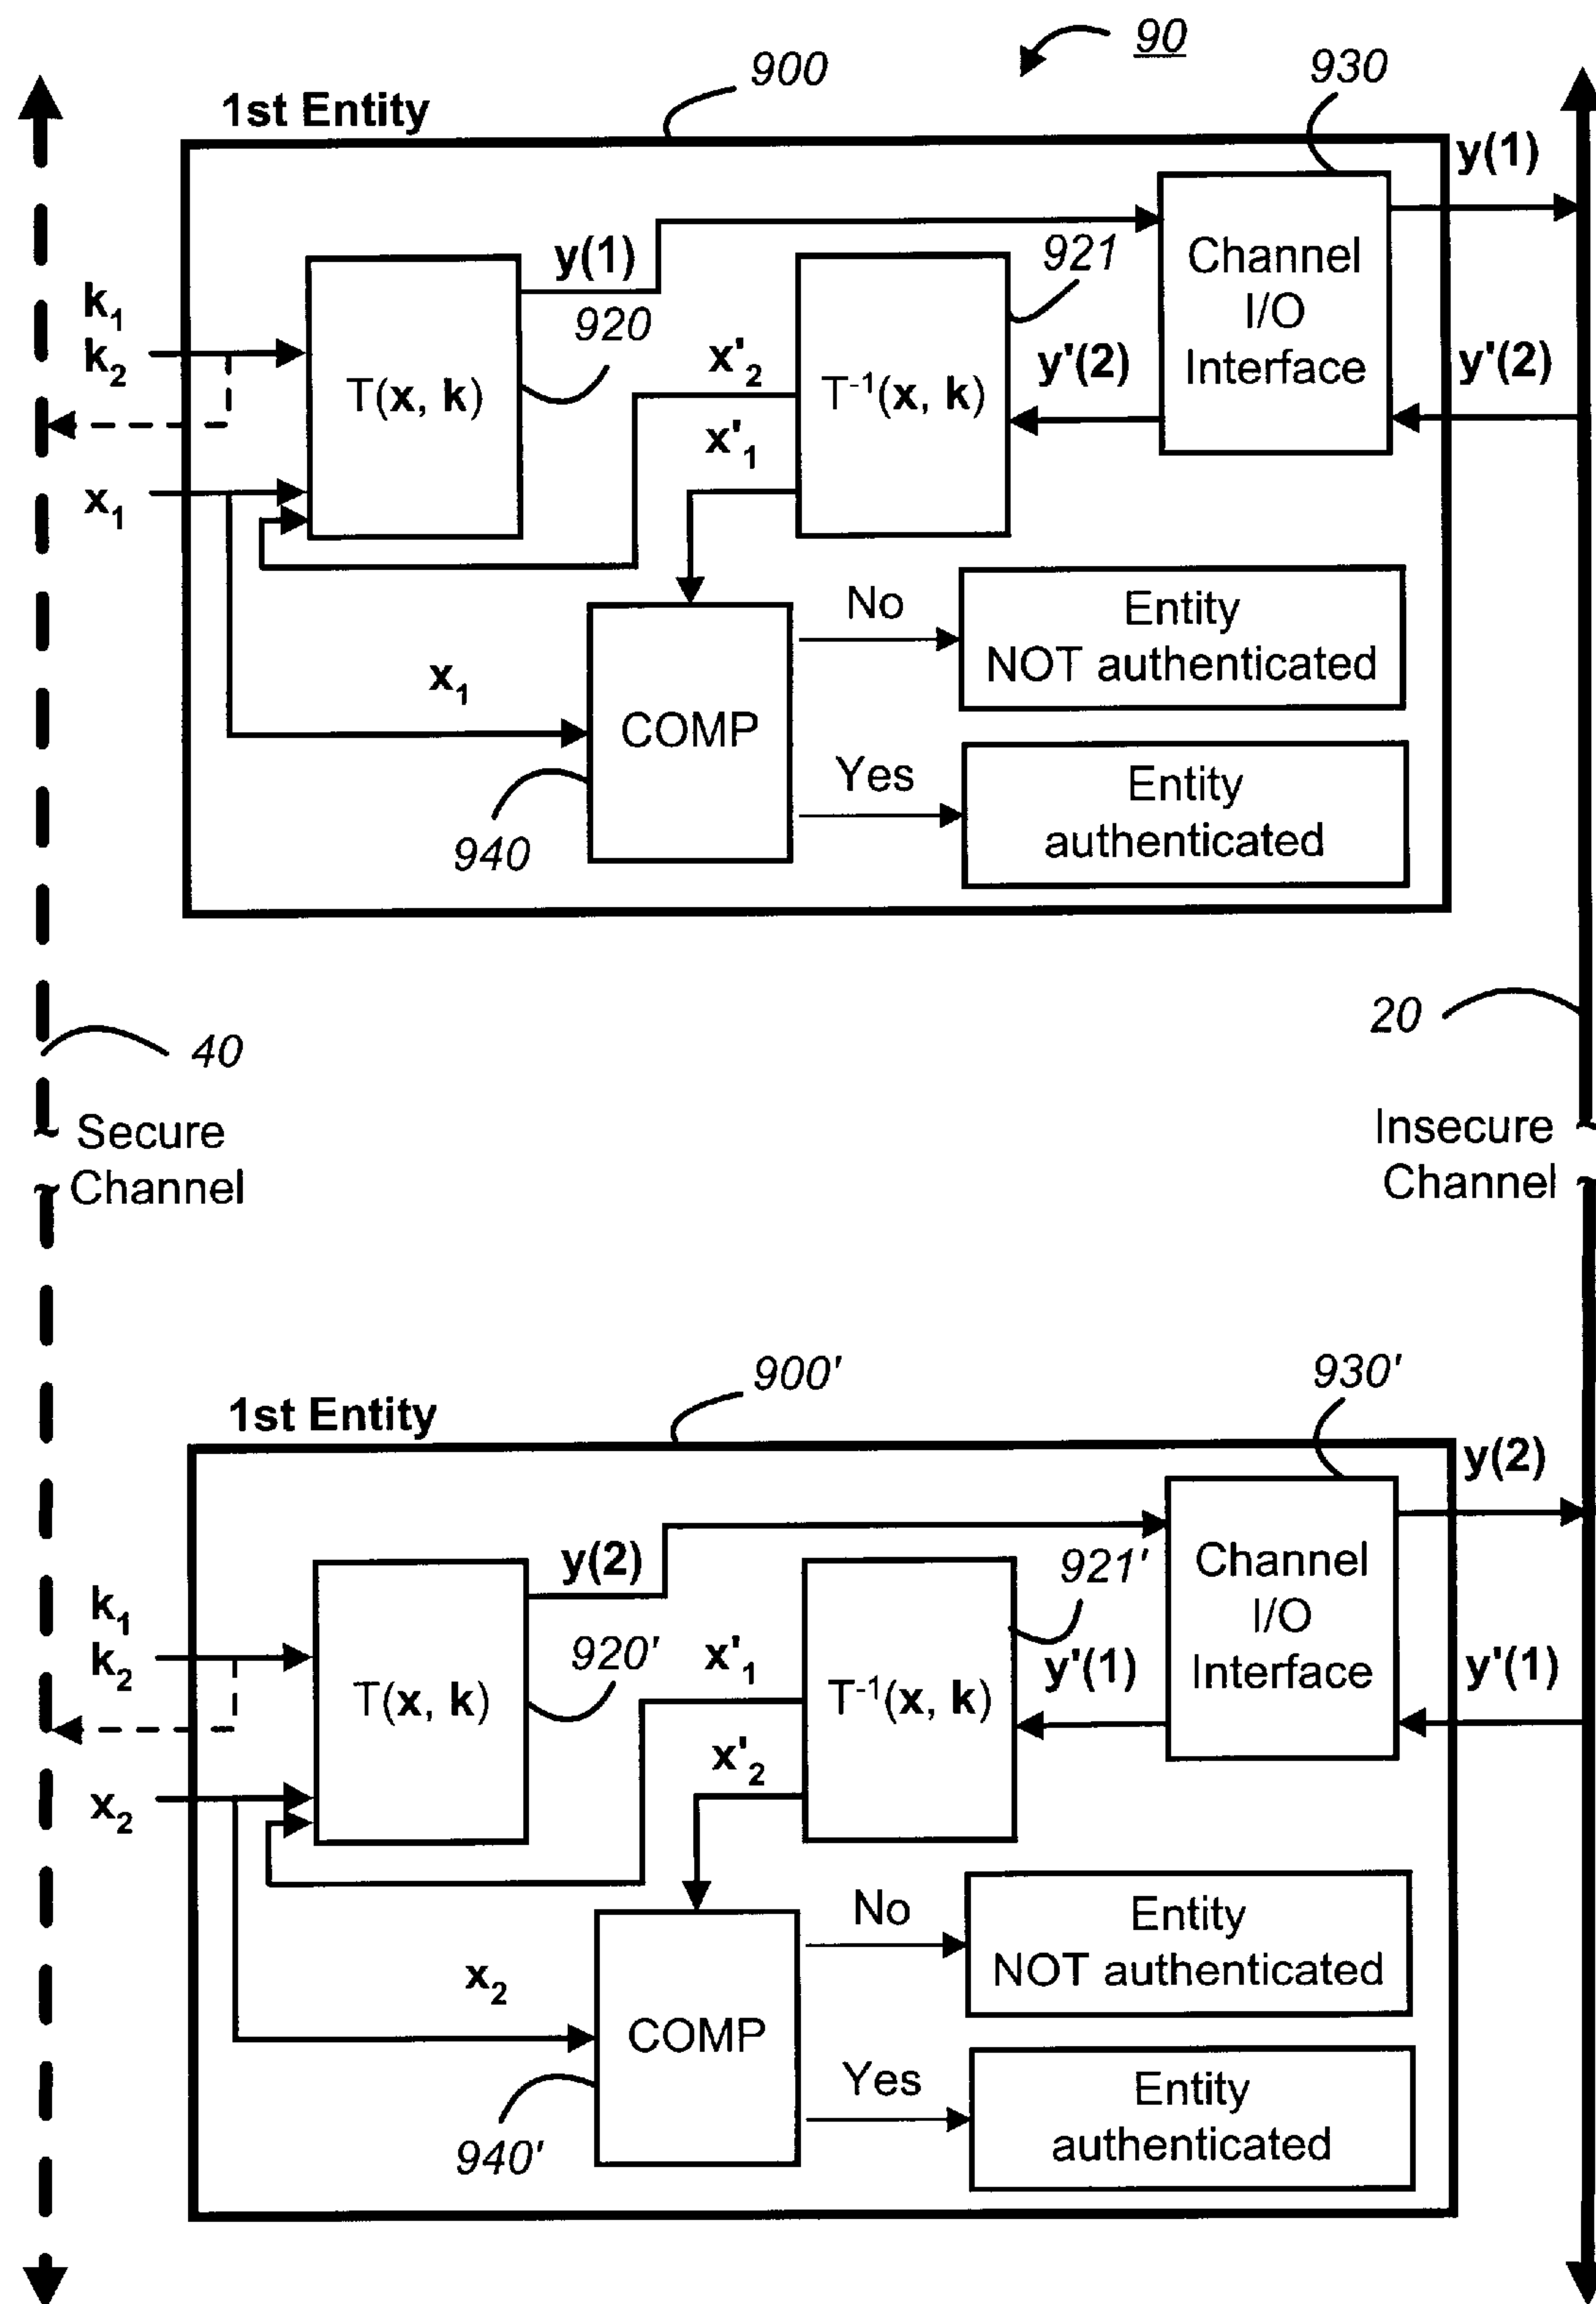 90
900
930
1st Entity
y(1)
y(1)
921
Channel
I/O
Interface
k₁
k₂
920
T(x, k)
x'₂
T⁻¹(x, k)
y'(2)
y'(2)
x'₁
x₁
No
Entity
NOT authenticated
x₁
COMP
Yes
Entity
authenticated
940
20
40
Secure
Channel
Insecure
Channel
900'
930'
1st Entity
y(2)
y(2)
921'
Channel
I/O
Interface
k₁
k₂
920'
T(x, k)
x'₁
T⁻¹(x, k)
y'(1)
y'(1)
x'₂
x₂
No
Entity
NOT authenticated
x₂
COMP
Yes
Entity
authenticated
940'